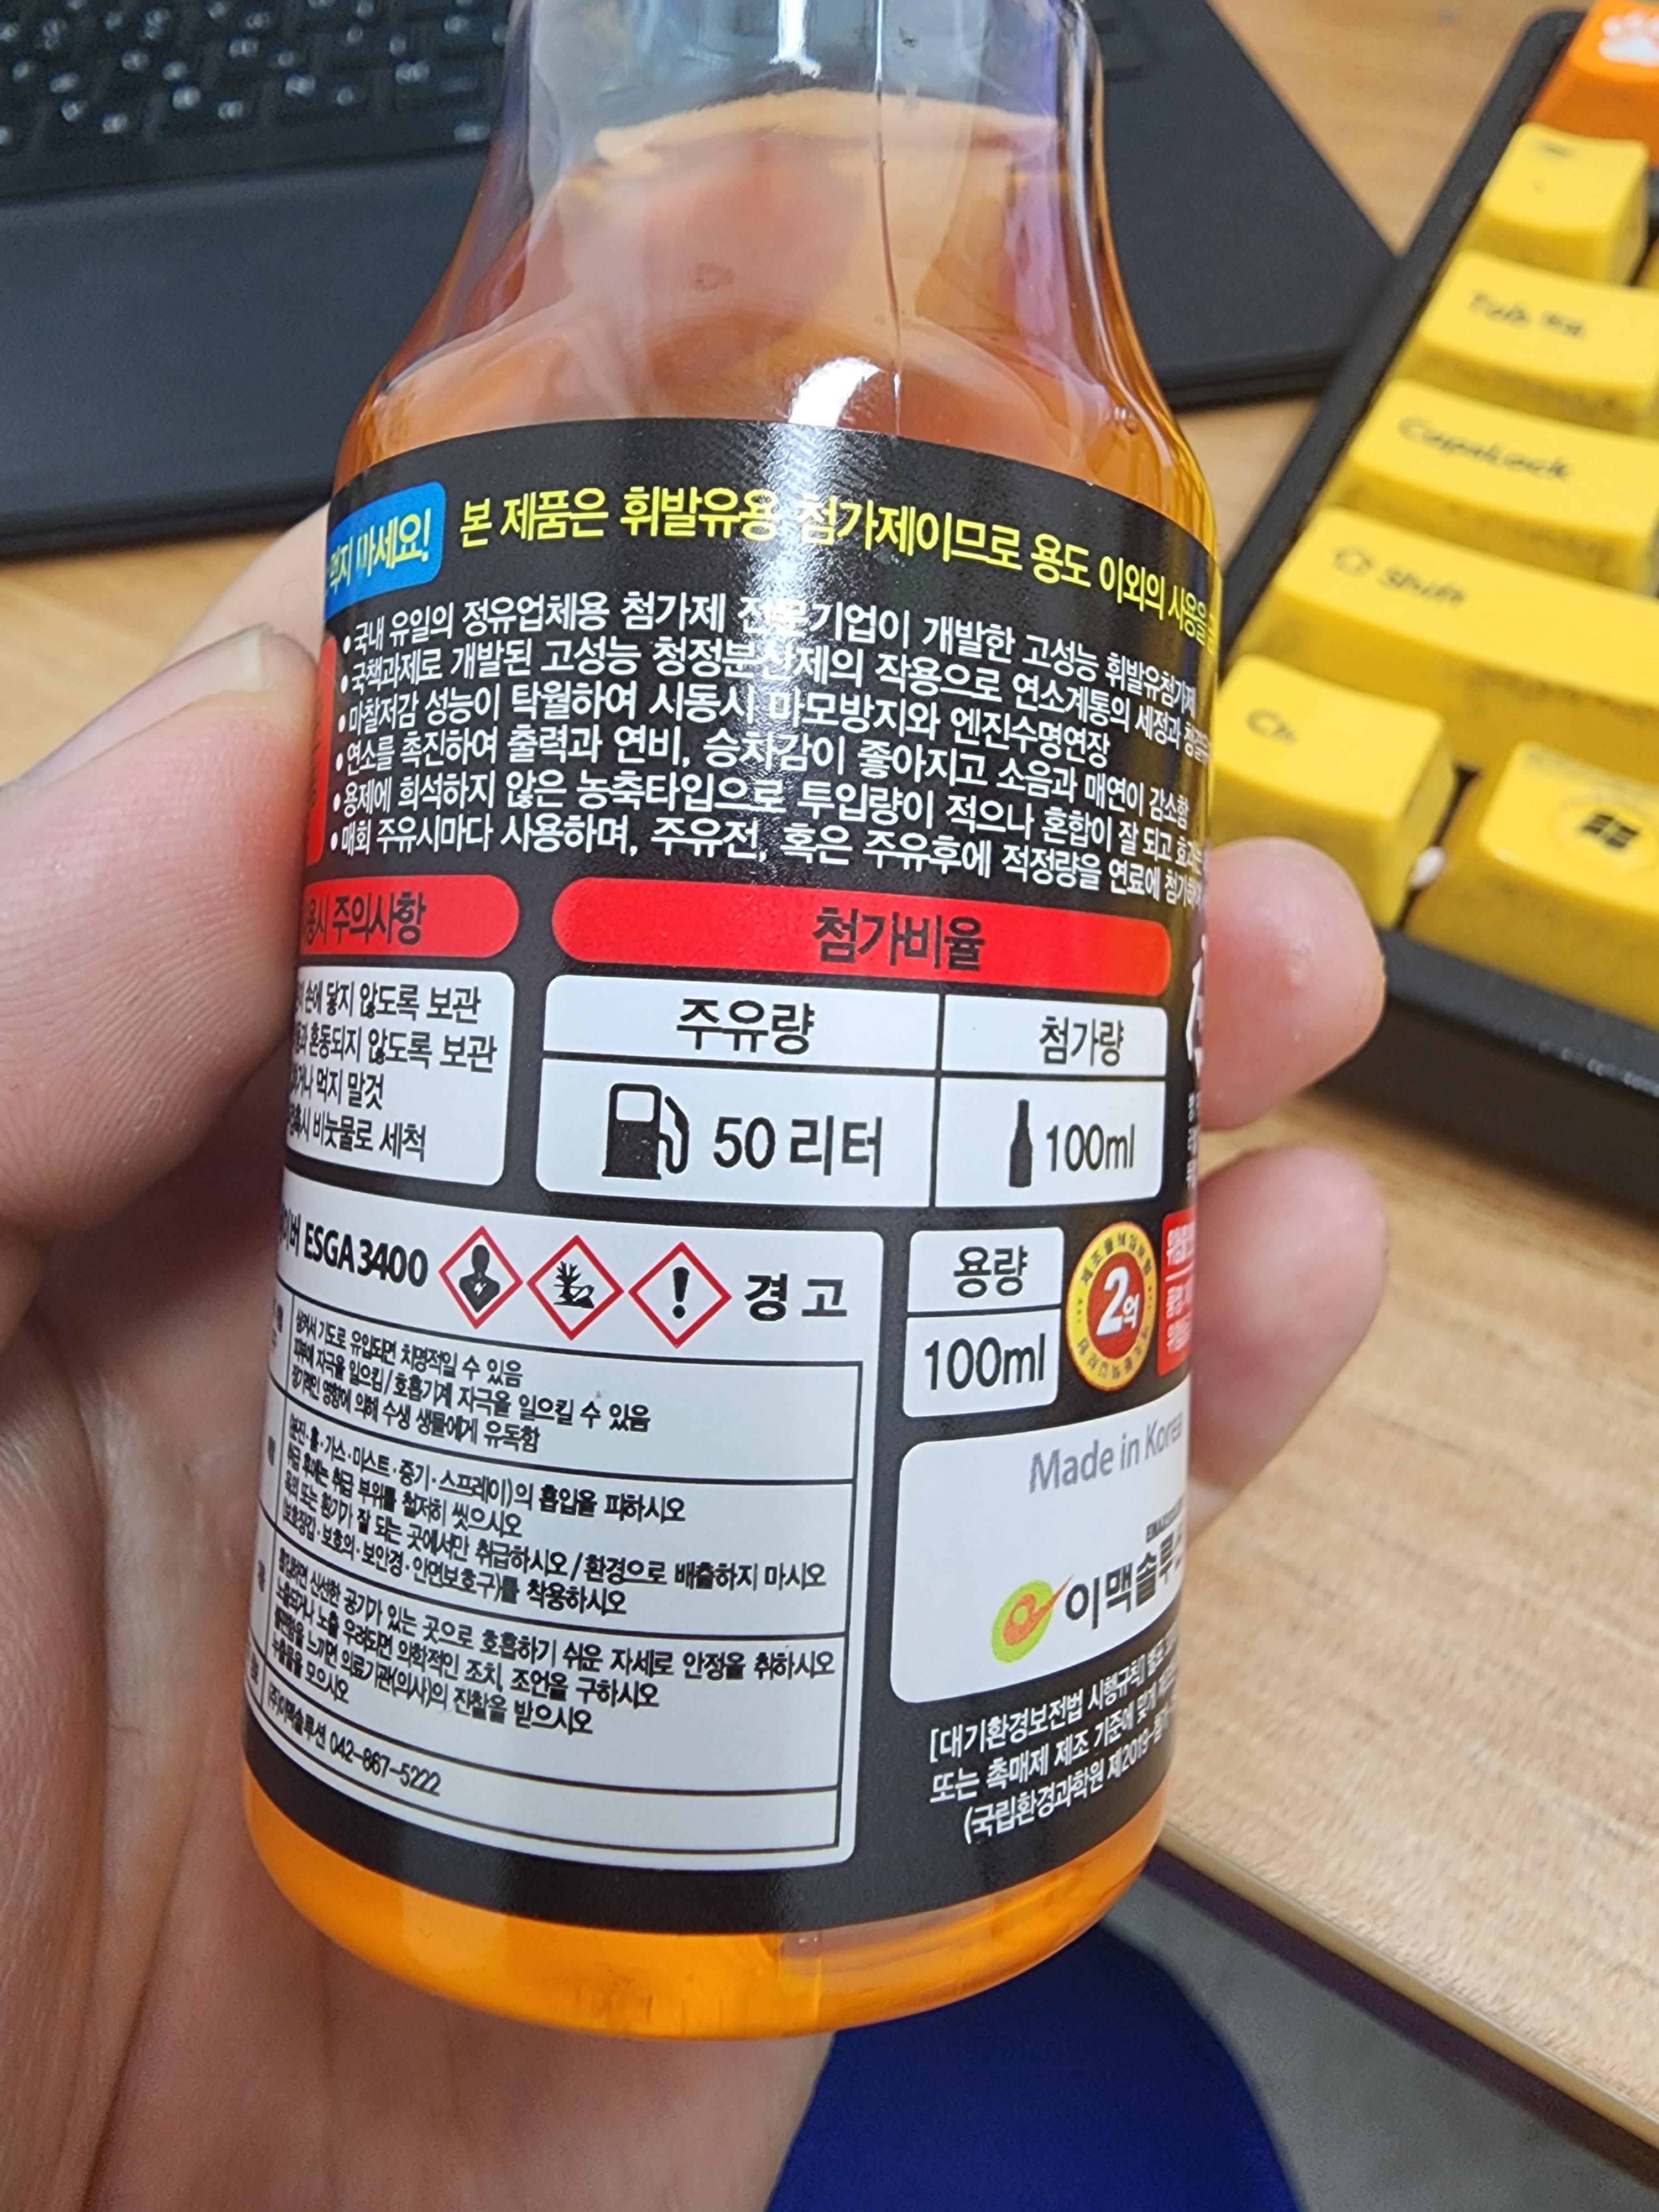 먹지 마세요!
본 제품은 휘발유용 첨가제이므로 용도 이외의 사용을
• 국내 유일의 정유업체용 첨가제 전문기업이 개발한 고성능 휘발유첨가제
• 국책과제로 개발된 고성능 청정분산제의 작용으로 연소계통의 세정과
• 마찰저감 성능이 탁월하여 시동시 마모방지와 엔진수명연장
• 연소를 촉진하여 출력과 연비, 승차감이 좋아지고 소음과 매연이 감소함
• 용제에 희석하지 않은 농축타입으로 투입량이 적으나 혼합이 잘 되고
• 매회 주유시마다 사용하며, 주유전, 혹은 주유후에 적정량을 연료에
주의사항
손에 닿지 않도록 보관
혼동되지 않도록 보관
먹지 말것
비눗물로 세척
첨가비율
주유량
첨가량
50 리터
100ml
ESGA3400
경고
삼켜서 기도로 유입되면 치명적일 수 있음
피부에 자극을 일으킴/호흡기계 자극을 일으킬 수 있음
장기적인 영향에 의해 수생 생물에게 유독함
(분진·흄·가스·미스트·증기·스프레이)의 흡입을 피하시오
취급 후에는 취급 부위를 철저히 씻으시오
옥외 또는 환기가 잘 되는 곳에서만 취급하시오/환경으로 배출하지 마시오
(보호장갑·보호의·보안경·안면보호구)를 착용하시오
흡입하면 신선한 공기가 있는 곳으로 호흡하기 쉬운 자세로 안정을 취하시오
노출되거나 노출 우려되면 의학적인 조치, 조언을 구하시오
불편함을 느끼면 의료기관(의사)의 진찰을 받으시오
누출물을 모으시오
(주)이맥솔루션 042-867-5222
용량
100ml
2억
Made in Korea
이맥솔루션
[대기환경보전법 시행규칙]
또는 촉매제 제조 기준에 맞게
(국립환경과학원 제2019-
Tab
CapsLock
Shift